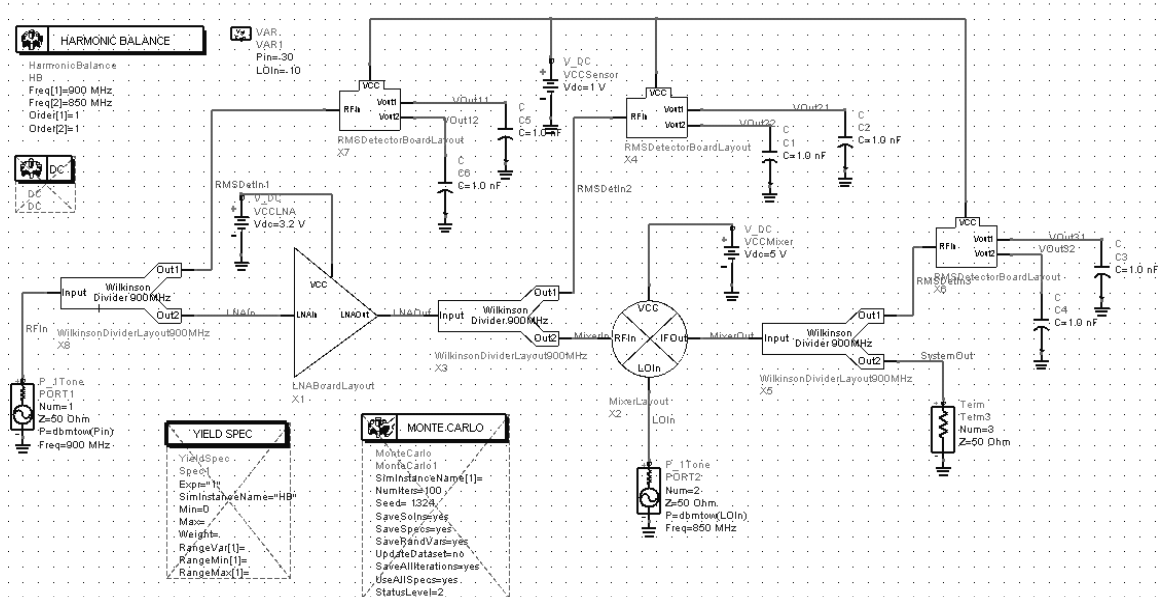 HARMONIC BALANCE
HarmonicBalance
HB
Freq[1]=900 MHz
Freq[2]=850 MHz
Order[1]=1
Order[2]=1
DC
DC
DC
VAR
VAR1
Pin=-30
LOIn=-10
VCC
RFIn
Vout1
Vout2
VOut11
VOut12
RMSDetectorBoardLayout
X7
C
C5
C=1.0 nF
C
C6
C=1.0 nF
V_DC
VCCSensor
Vdc=1 V
VCC
RFIn
Vout1
Vout2
VOut21
VOut22
RMSDetectorBoardLayout
X4
C
C1
C=1.0 nF
C
C2
C=1.0 nF
RMSDetIn1
V_DC
VCCLNA
Vdc=3.2 V
RMSDetIn2
V_DC
VCCMixer
Vdc=5 V
VCC
RFIn
Vout1
Vout2
VOut31
VOut32
RMSDetectorBoardLayout
X6
RMSDetIn3
C
C3
C=1.0 nF
C
C4
C=1.0 nF
Input
Wilkinson
Divider 900MHz
Out1
Out2
WilkinsonDividerLayout900MHz
X8
RFIn
LNAIn
VCC
LNAIn
LNAOut
LNABoardLayout
X1
LNAOut
Input
Wilkinson
Divider 900MHz
Out1
Out2
WilkinsonDividerLayout900MHz
X3
MixerIn
VCC
RFIn
IFOut
LOIn
MixerLayout
X2
MixerOut
LOIn
Input
Wilkinson
Divider 900MHz
Out1
Out2
WilkinsonDividerLayout900MHz
X5
SystemOut
P_1Tone
PORT1
Num=1
Z=50 Ohm
P=dbmtow(Pin)
Freq=900 MHz
YIELD SPEC
YieldSpec
Spec1
Expr="1"
SimInstanceName="HB"
Min=0
Max=
Weight=
RangeVar[1]=
RangeMin[1]=
RangeMax[1]=
MONTE CARLO
MonteCarlo
MonteCarlo1
SimInstanceName[1]=
NumIters=100
Seed= 1324
SaveSolns=yes
SaveSpecs=yes
SaveRandVars=yes
UpdateDataset=no
SaveAllIterations=yes
UseAllSpecs=yes
StatusLevel=2
P_1Tone
PORT2
Num=2
Z=50 Ohm
P=dbmtow(LOIn)
Freq=850 MHz
Term
Term3
Num=3
Z=50 Ohm